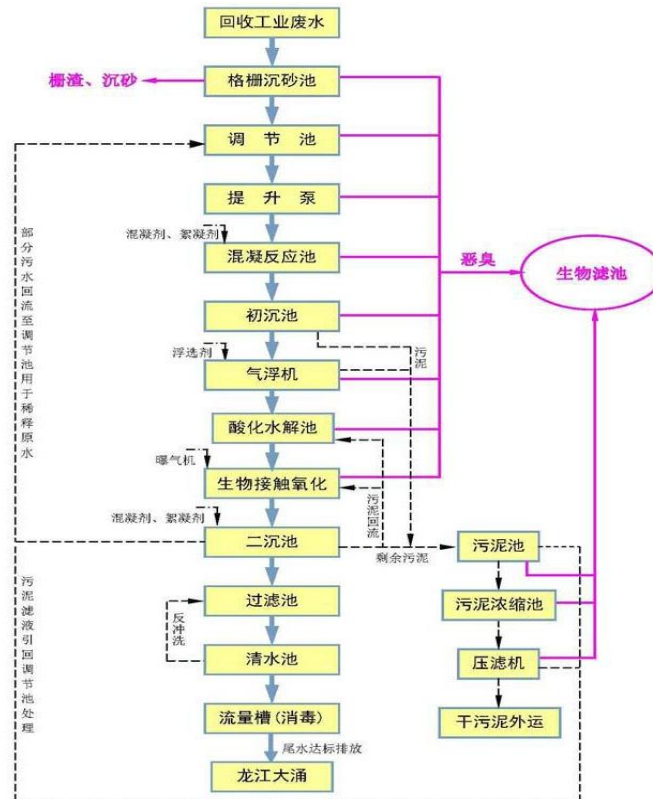 回收工业废水
栅渣、沉砂
格栅沉砂池
调节池
提升泵
混凝剂、絮凝剂
混凝反应池
恶臭
生物滤池
部分污水回流至调节池用于稀释原水
初沉池
浮选剂
污泥
气浮机
酸化水解池
曝气机
生物接触氧化
污泥回流
混凝剂、絮凝剂
二沉池
剩余污泥
污泥池
污泥滤液引回调节池处理
过滤池
污泥浓缩池
反冲洗
清水池
压滤机
流量槽(消毒)
干污泥外运
尾水达标排放
龙江大涌